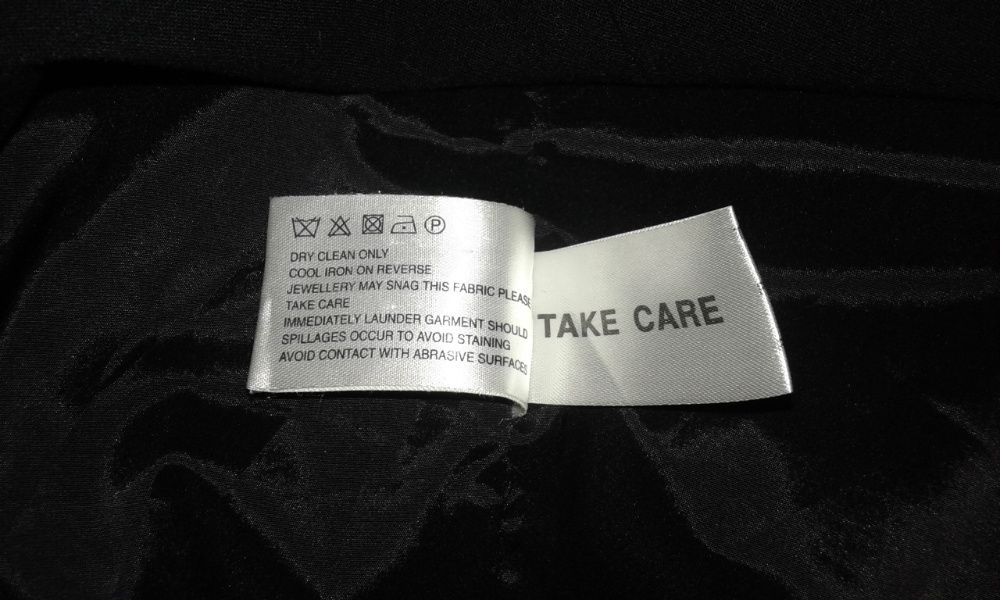 P
DRY CLEAN ONLY
COOL IRON ON REVERSE
JEWELLERY MAY SNAG THIS FABRIC PLEASE
TAKE CARE
IMMEDIATELY LAUNDER GARMENT SHOULD
SPILLAGES OCCUR TO AVOID STAINING
AVOID CONTACT WITH ABRASIVE SURFACES
TAKE CARE